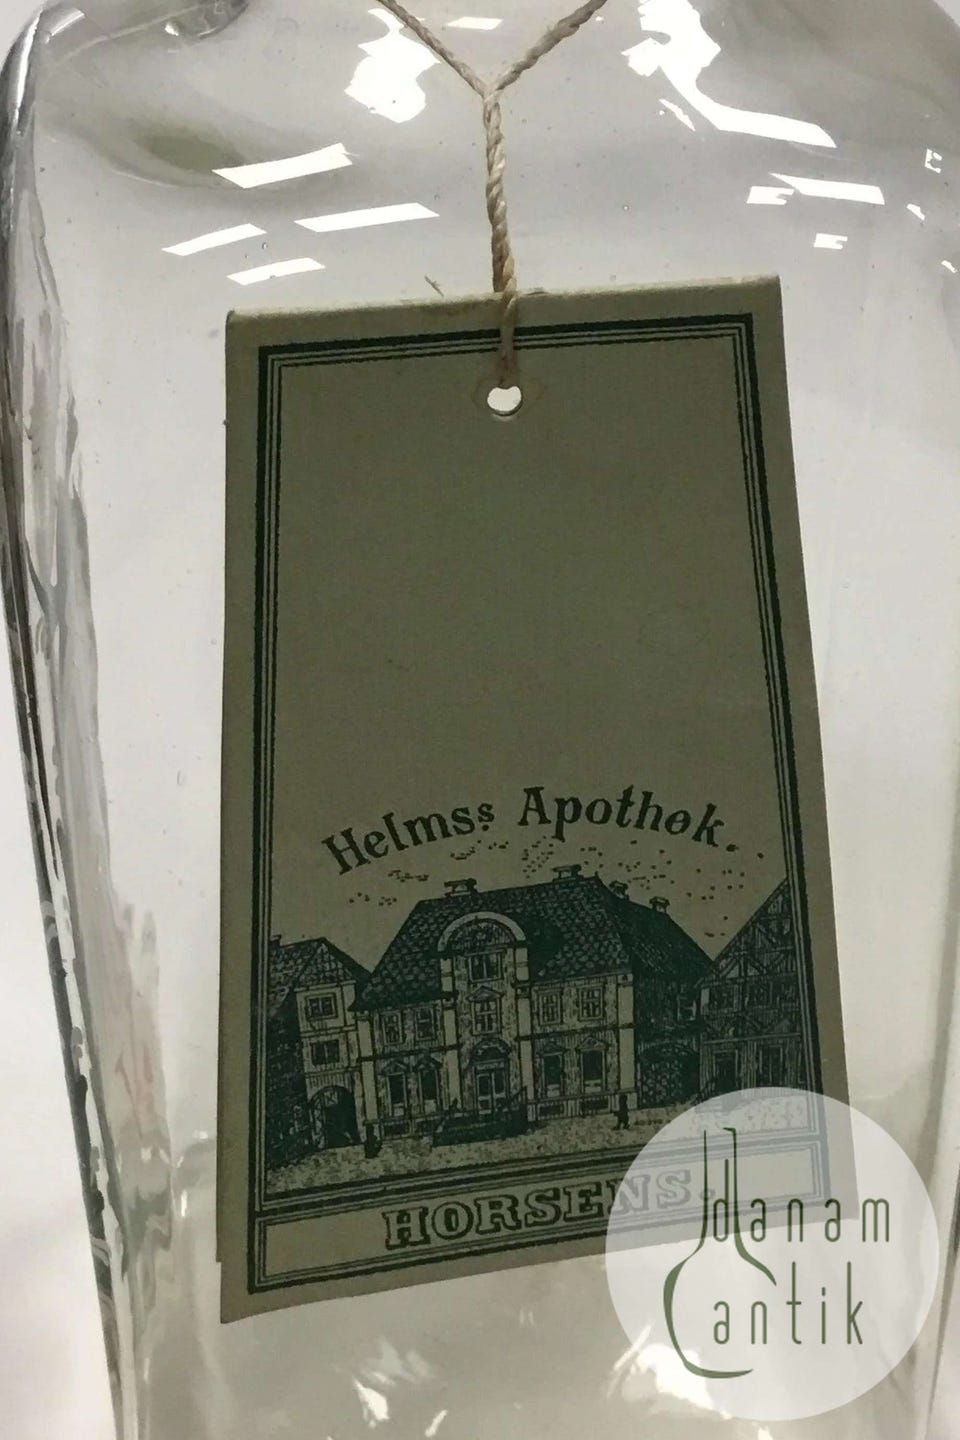 Helmss Apothek.
HORSENS.
danam
antik